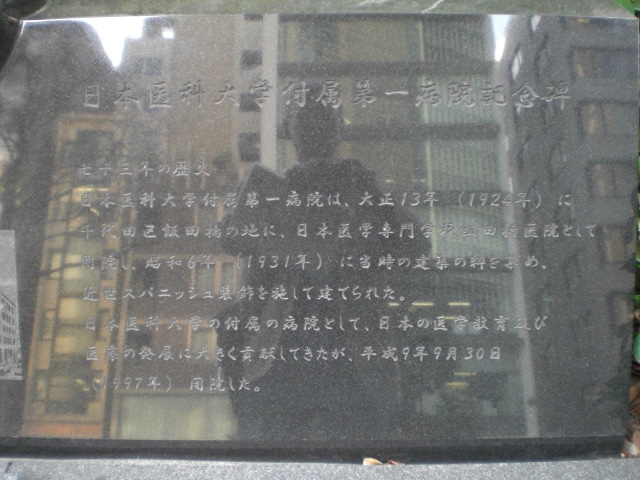 日本医科大学付属第一病院記念碑
七十三年の歴史
日本医科大学付属第一病院は、大正13年 (1924年) に
千代田区飯田橋の地に、日本医学専門学校飯田橋医院として
開院し、昭和6年 (1931年) に当時の建築の粋を集め、
近世スパニッシュ装飾を施して建てられた。
日本医科大学の付属の病院として、日本の医学教育及び
医療の発展に大きく貢献してきたが、平成9年9月30日
(1997年) 閉院した。